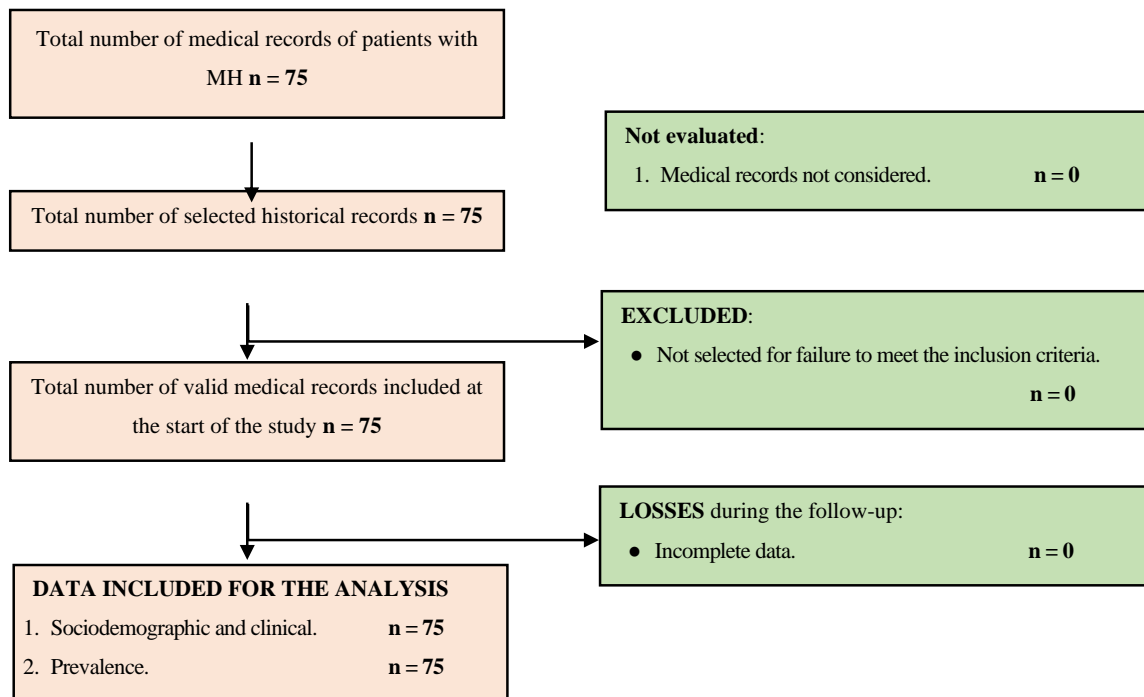 Total number of medical records of patients with
MH n = 75
Not evaluated:
1. Medical records not considered. n = 0
Total number of selected historical records n = 75
EXCLUDED:
● Not selected for failure to meet the inclusion criteria.
n = 0
Total number of valid medical records included at
the start of the study n = 75
LOSSES during the follow-up:
● Incomplete data. n = 0
DATA INCLUDED FOR THE ANALYSIS
1. Sociodemographic and clinical. n = 75
2. Prevalence. n = 75